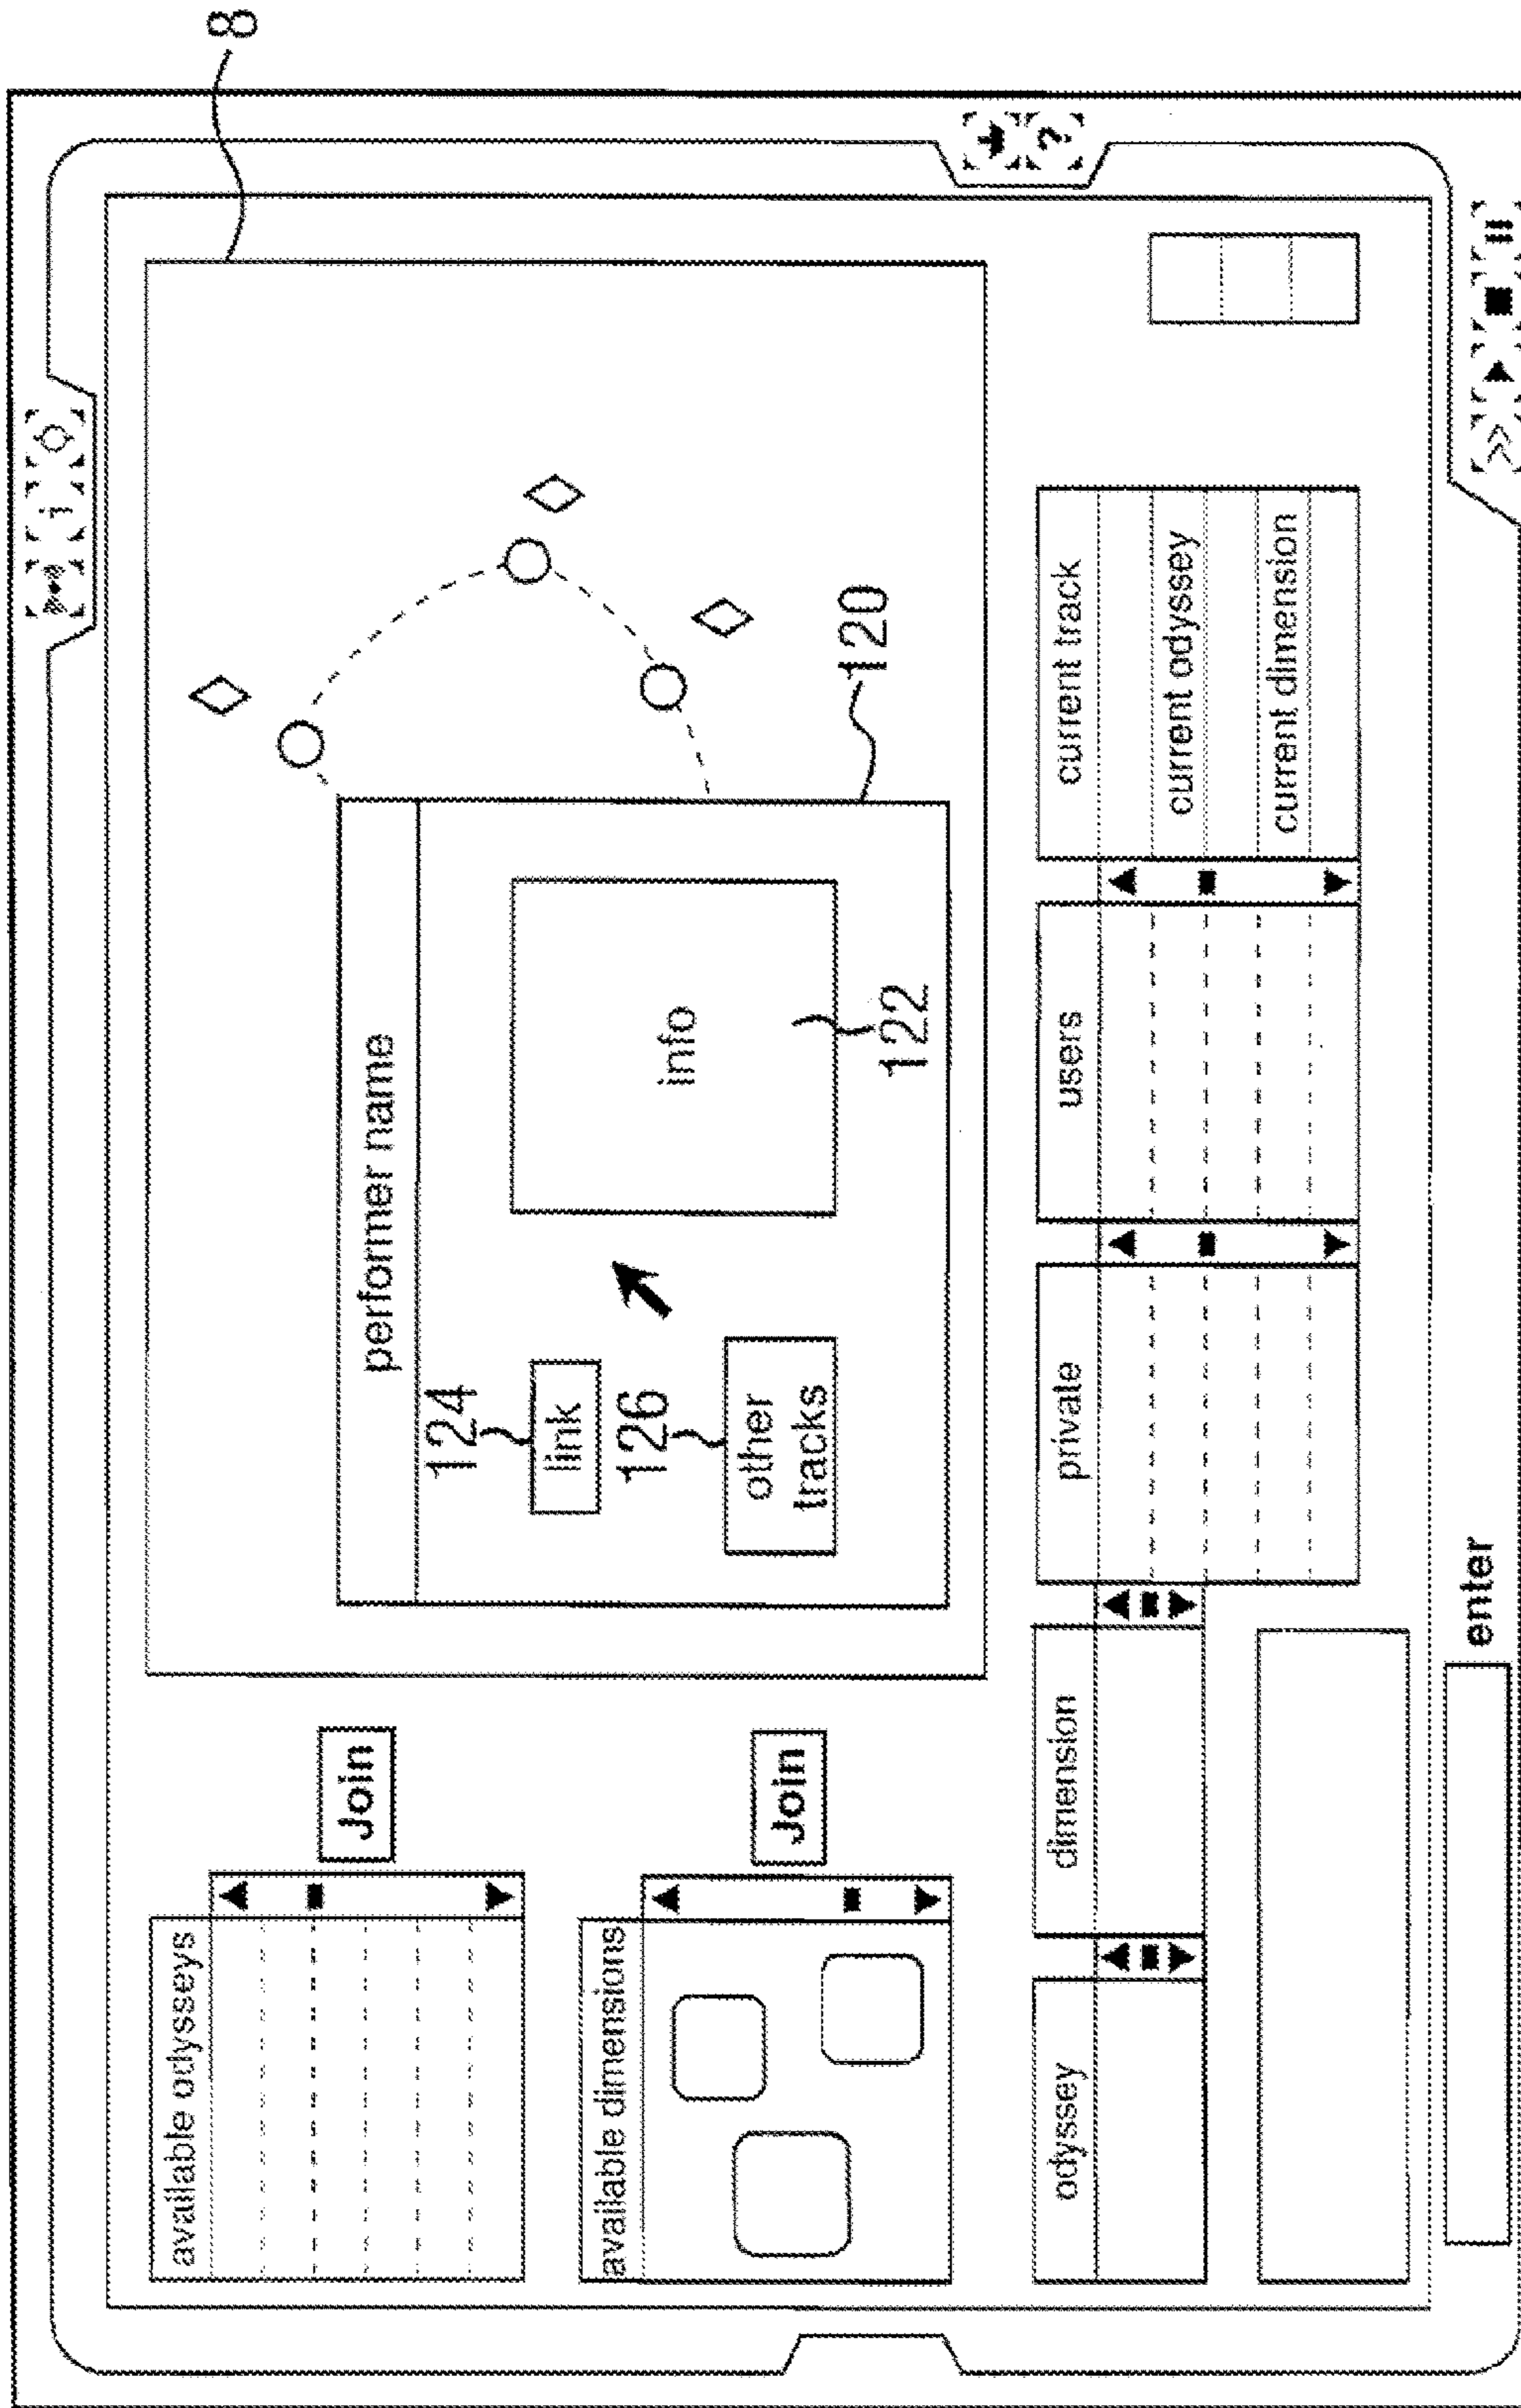 8
i
available odysseys
Join
performer name
124
link
126
other
tracks
info
122
120
available dimensions
Join
?
odyssey
dimension
private
users
current track
current odyssey
current dimension
enter